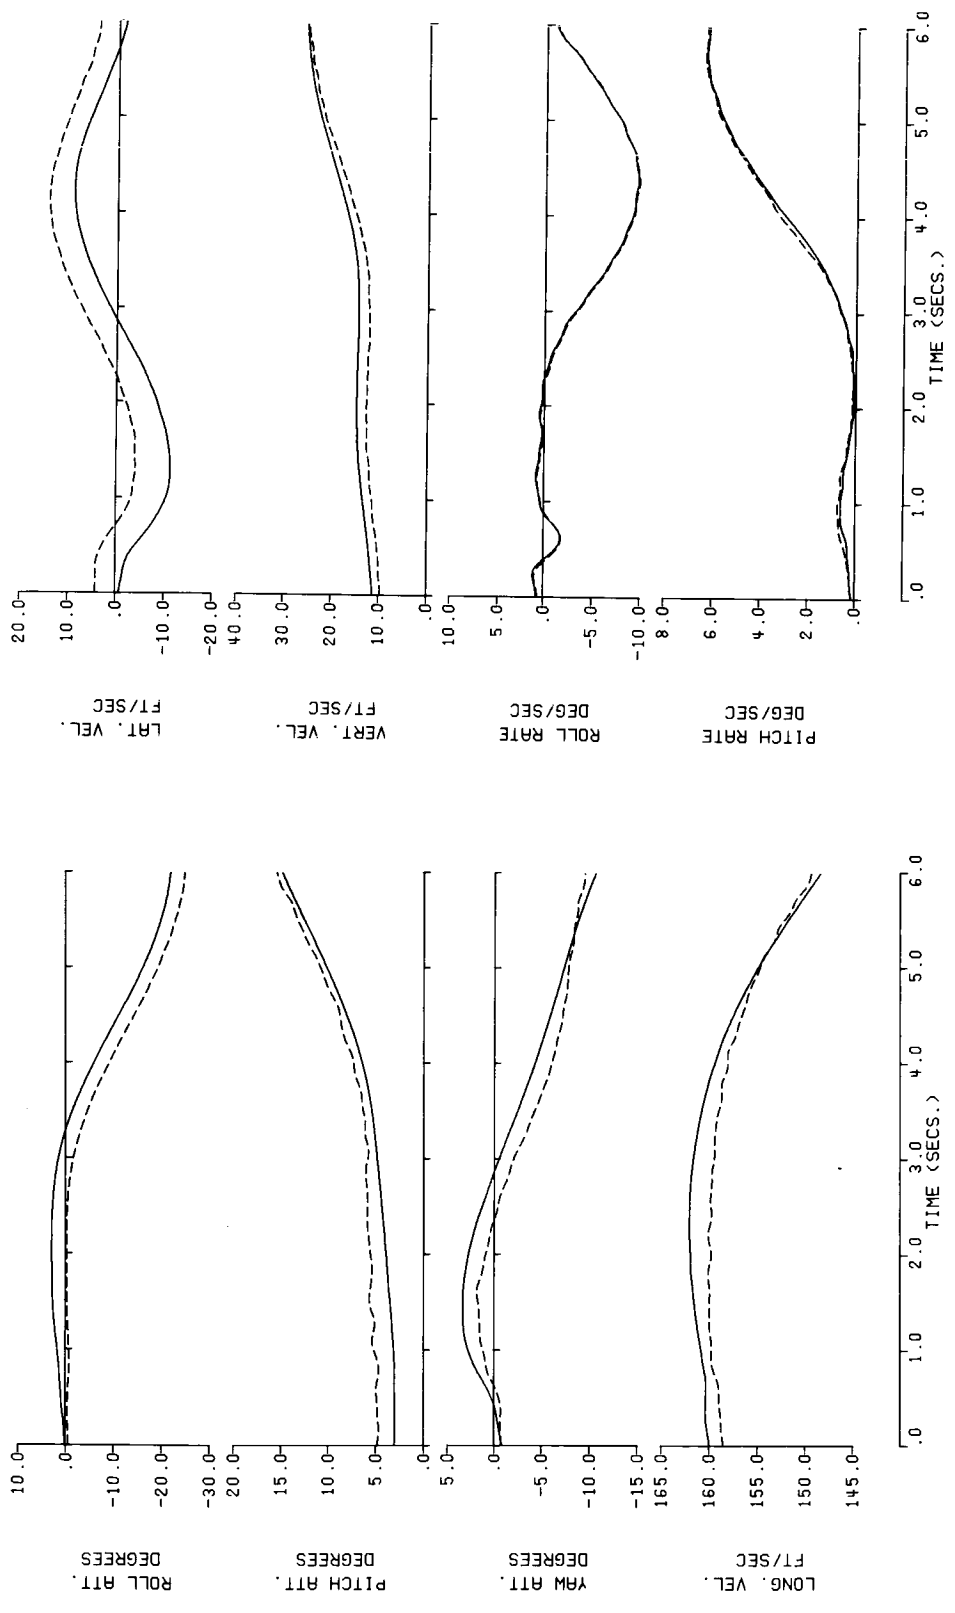 ROLL ATT.
DEGREES
10.0
.0
-10.0
-20.0
-30.0
PITCH ATT.
DEGREES
20.0
15.0
10.0
5.0
.0
YAW ATT.
DEGREES
5.0
.0
-5.0
-10.0
-15.0
LONG. VEL.
FT/SEC
165.0
160.0
155.0
150.0
145.0
.0 1.0 2.0 3.0 4.0 5.0 6.0
TIME (SECS.)
LAT. VEL.
FT/SEC
20.0
10.0
.0
-10.0
-20.0
VERT. VEL.
FT/SEC
40.0
30.0
20.0
10.0
.0
ROLL RATE
DEG/SEC
10.0
5.0
.0
-5.0
-10.0
PITCH RATE
DEG/SEC
8.0
6.0
4.0
2.0
.0
.0 1.0 2.0 3.0 4.0 5.0 6.0
TIME (SECS.)